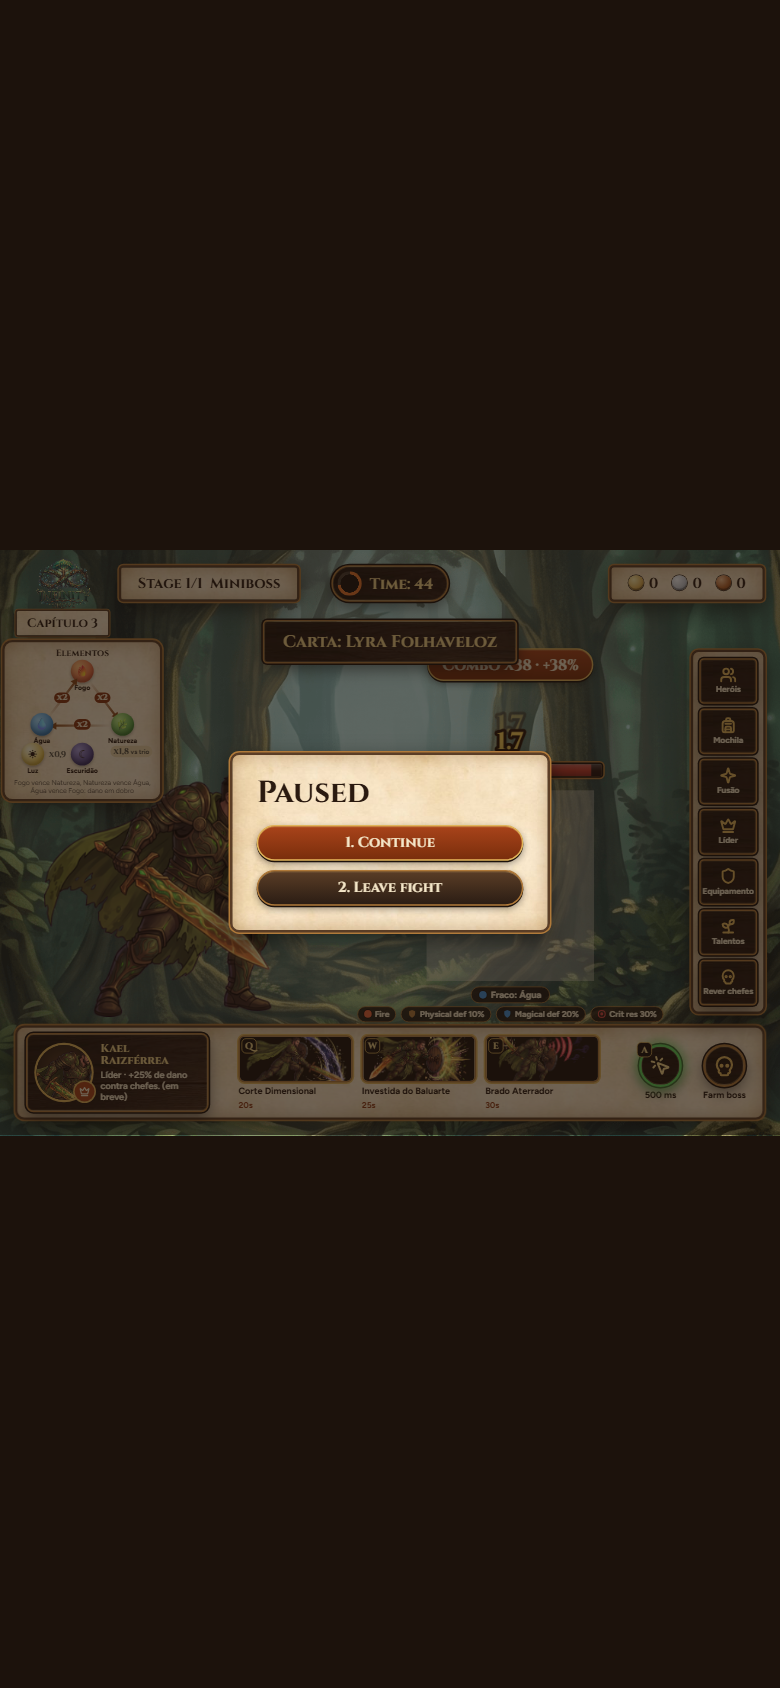 Stage 1/1 Miniboss
Time: 44
0 0 0
Capítulo 3
Carta: Lyra Folhaveloz
Combo x38 · +38%
Elementos
Fogo
x2 x2
x2
Água Natureza
x0,9 x1,8 extrio
Luz Escuridão
Fogo vence Natureza, Natureza vence Água,
Água vence Fogo; dano em dobro
17
17
Paused
1. Continue
2. Leave fight
Heróis
Mochila
Fusão
Líder
Equipamento
Talentos
Rever chefes
Fraco: Água
Fire Physical def 10% Magical def 20% Crit res 30%
Kael
Raizférrea
Líder · +25% de dano
contra chefes. (em
breve)
Q
Corte Dimensional
20s
W
Investida do Baluarte
25s
E
Brado Aterrador
30s
A
500 ms
Farm boss